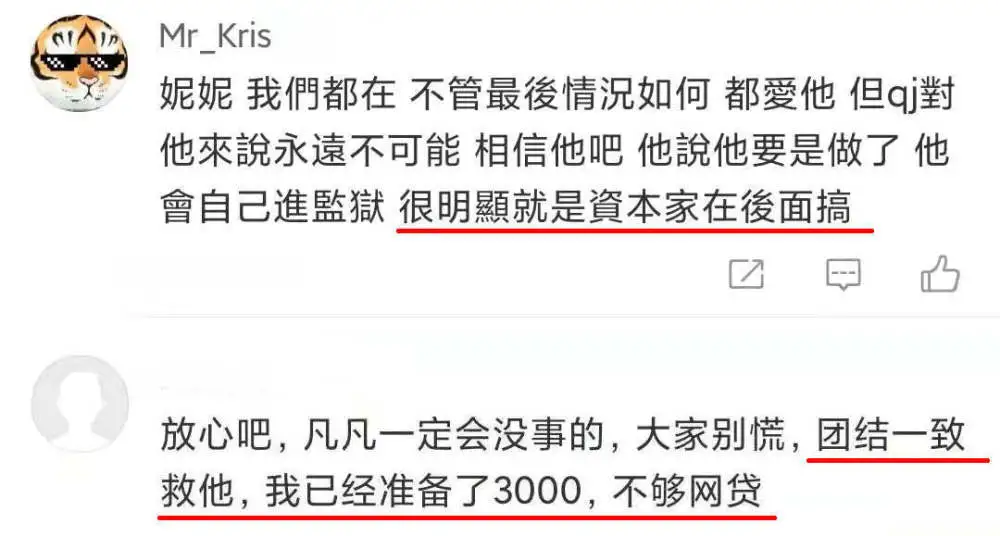 Mr_Kris
妮妮 我們都在 不管最後情況如何 都愛他 但qj對
他來說永遠不可能 相信他吧 他說他要是做了 他
會自己進監獄 很明顯就是資本家在後面搞
放心吧, 凡凡一定会没事的, 大家别慌, 团结一致
救他, 我已经准备了3000, 不够网贷